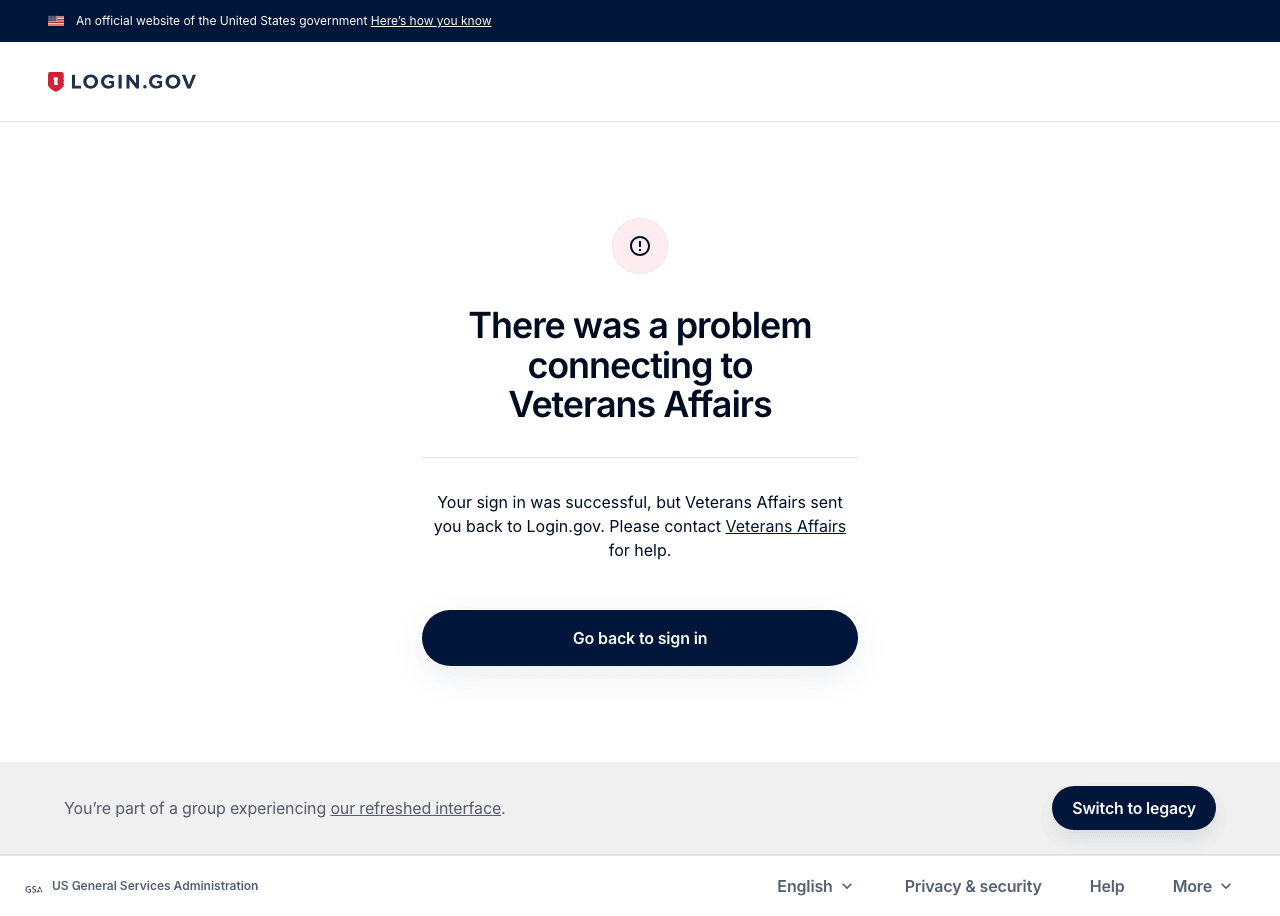 An official website of the United States government Here’s how you know
LOGIN.GOV
There was a problem
connecting to
Veterans Affairs
Your sign in was successful, but Veterans Affairs sent
you back to Login.gov. Please contact Veterans Affairs
for help.
Go back to sign in
You’re part of a group experiencing our refreshed interface.
Switch to legacy
GSA US General Services Administration
English
Privacy & security
Help
More